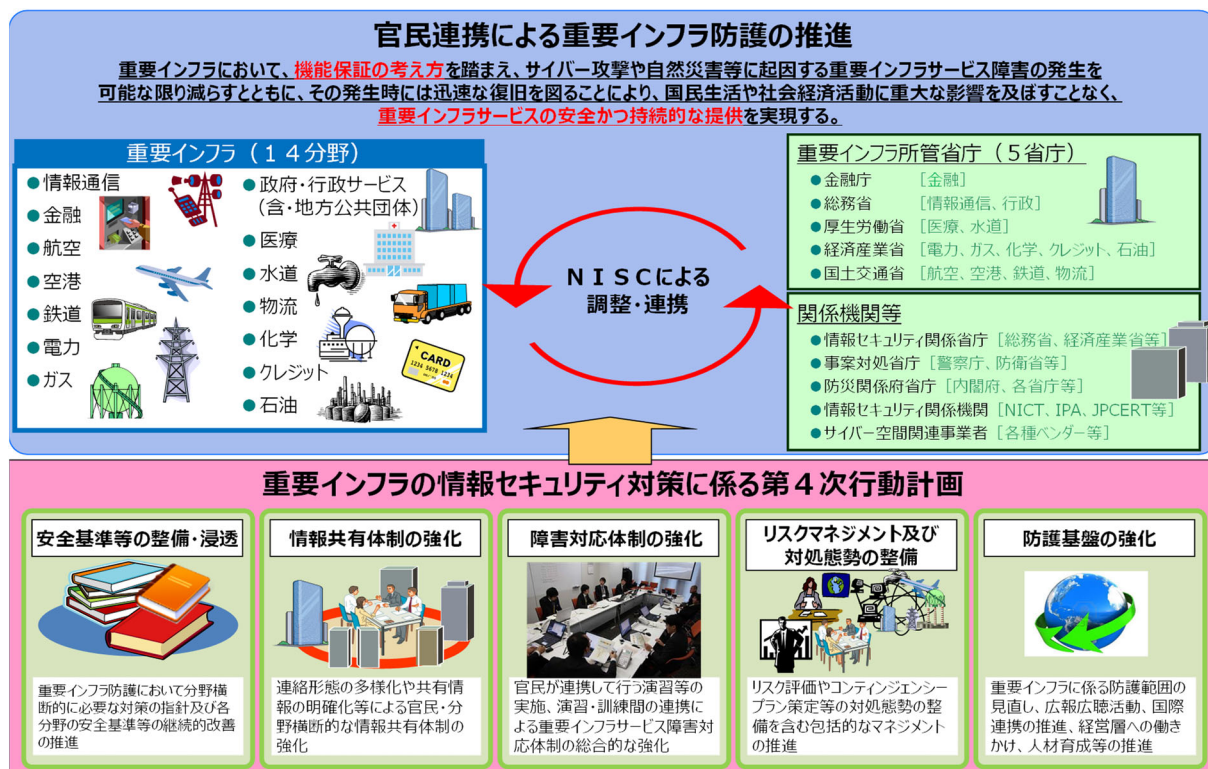 官民連携による重要インフラ防護の推進
重要インフラにおいて、機能保証の考え方を踏まえ、サイバー攻撃や自然災害等に起因する重要インフラサービス障害の発生を
可能な限り減らすとともに、その発生時には迅速な復旧を図ることにより、国民生活や社会経済活動に重大な影響を及ぼすことなく、
重要インフラサービスの安全かつ持続的な提供を実現する。
重要インフラ（１４分野）
●情報通信
●金融
●航空
●空港
●鉄道
●電力
●ガス
●政府・行政サービス
（含・地方公共団体）
●医療
●水道
●物流
●化学
●クレジット
●石油
CARD
1234 5678 1236
ＮＩＳＣによる
調整・連携
重要インフラ所管省庁（５省庁）
●金融庁 ［金融］
●総務省 ［情報通信、行政］
●厚生労働省 ［医療、水道］
●経済産業省 ［電力、ガス、化学、クレジット、石油］
●国土交通省 ［航空、空港、鉄道、物流］
関係機関等
●情報セキュリティ関係省庁 ［総務省、経済産業省等］
●事案対処省庁 ［警察庁、防衛省等］
●防災関係府省庁 ［内閣府、各省庁等］
●情報セキュリティ関係機関 ［NICT、IPA、JPCERT等］
●サイバー空間関連事業者 ［各種ベンダー等］
重要インフラの情報セキュリティ対策に係る第４次行動計画
安全基準等の整備・浸透
重要インフラ防護において分野横
断的に必要な対策の指針及び各
分野の安全基準等の継続的改善
の推進
情報共有体制の強化
連絡形態の多様化や共有情
報の明確化等による官民・分
野横断的な情報共有体制の
強化
障害対応体制の強化
官民が連携して行う演習等の
実施、演習・訓練間の連携に
よる重要インフラサービス障害対
応体制の総合的な強化
リスクマネジメント及び
対処態勢の整備
リスク評価やコンティンジェンシー
プラン策定等の対処態勢の整
備を含む包括的なマネジメント
の推進
防護基盤の強化
重要インフラに係る防護範囲の
見直し、広報広聴活動、国際
連携の推進、経営層への働き
かけ、人材育成等の推進